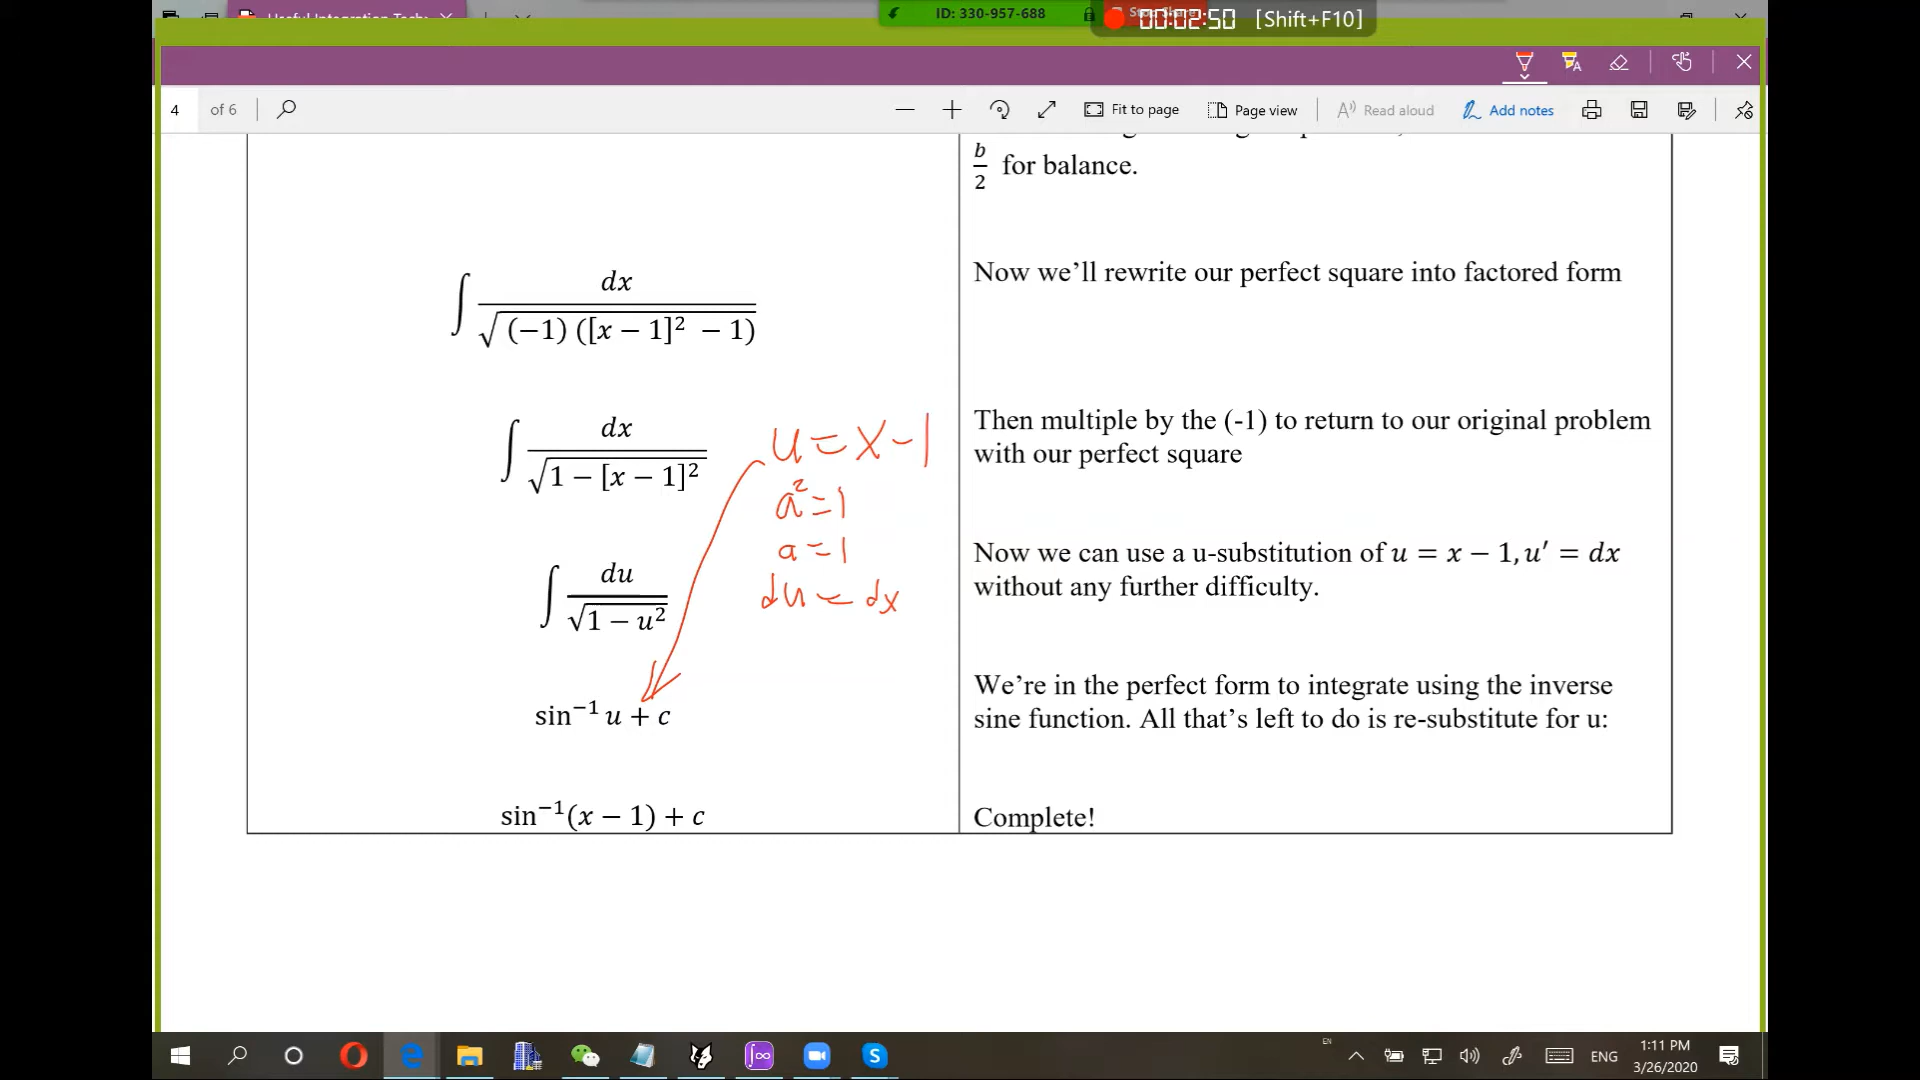 Useful Integration Tech
ID: 330-957-688
Stop Share
00:02:50 [Shift+F10]
4 of 6
Fit to page
Page view
Read aloud
Add notes
b/2 for balance.
∫ dx / √((−1) ([x − 1]² − 1))
Now we’ll rewrite our perfect square into factored form
∫ dx / √(1 − [x − 1]²)
u = x − 1
a² = 1
a = 1
du = dx
Then multiple by the (-1) to return to our original problem
with our perfect square
∫ du / √(1 − u²)
Now we can use a u-substitution of u = x − 1, u′ = dx
without any further difficulty.
sin⁻¹ u + c
We’re in the perfect form to integrate using the inverse
sine function. All that’s left to do is re-substitute for u:
sin⁻¹(x − 1) + c
Complete!
EN
ENG
1:11 PM
3/26/2020